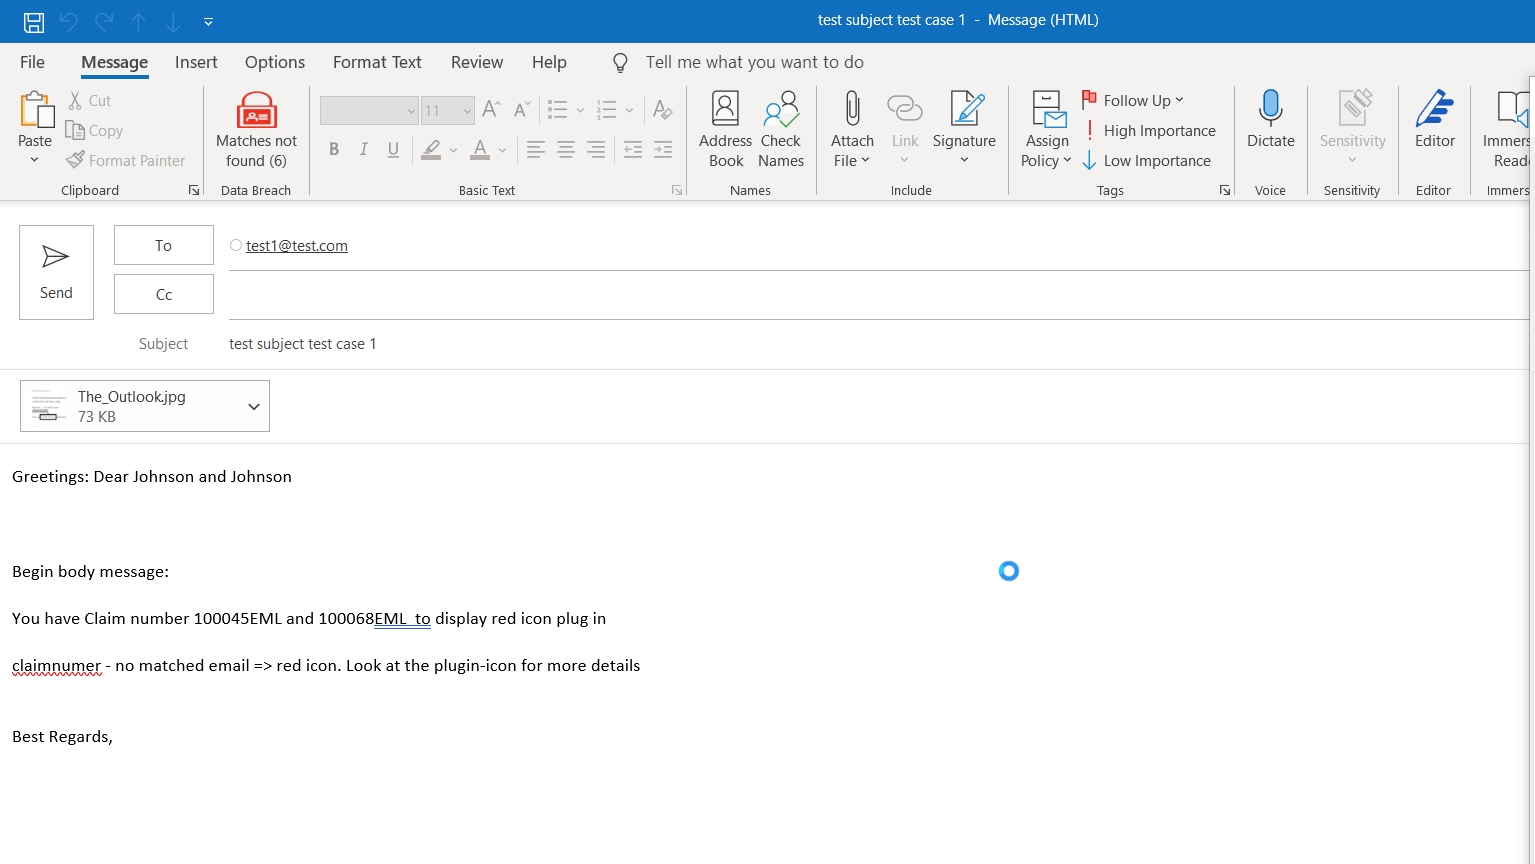 test subject test case 1 - Message (HTML)
File Message Insert Options Format Text Review Help Tell me what you want to do
Paste
Cut
Copy
Format Painter
Clipboard
Matches not
found (6)
Data Breach
11
B I U A
Basic Text
Address
Book
Check
Names
Names
Attach
File
Link
Signature
Include
Assign
Policy
Follow Up
High Importance
Low Importance
Tags
Dictate
Voice
Sensitivity
Sensitivity
Editor
Editor
Immers
Read
Immers
Send
To
test1@test.com
Cc
Subject
test subject test case 1
The_Outlook.jpg
73 KB
Greetings: Dear Johnson and Johnson
Begin body message:
You have Claim number 100045EML and 100068EML to display red icon plug in
claimnumer - no matched email => red icon. Look at the plugin-icon for more details
Best Regards,